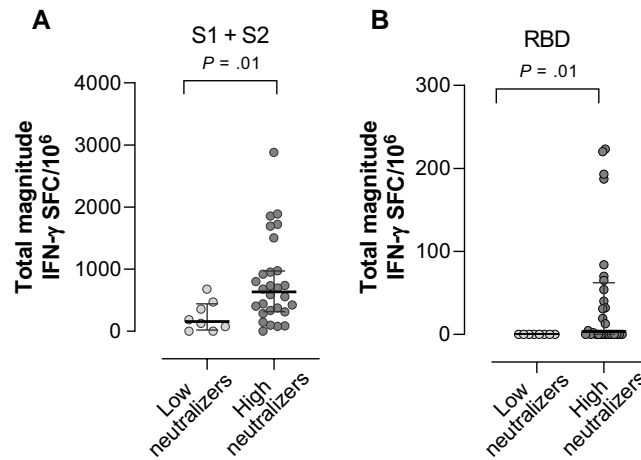 A
S1 + S2
P = .01
Total magnitude
IFN-γ SFC/10⁶
4000
3000
2000
1000
0
Low
neutralizers
High
neutralizers
B
RBD
P = .01
Total magnitude
IFN-γ SFC/10⁶
300
200
100
0
Low
neutralizers
High
neutralizers